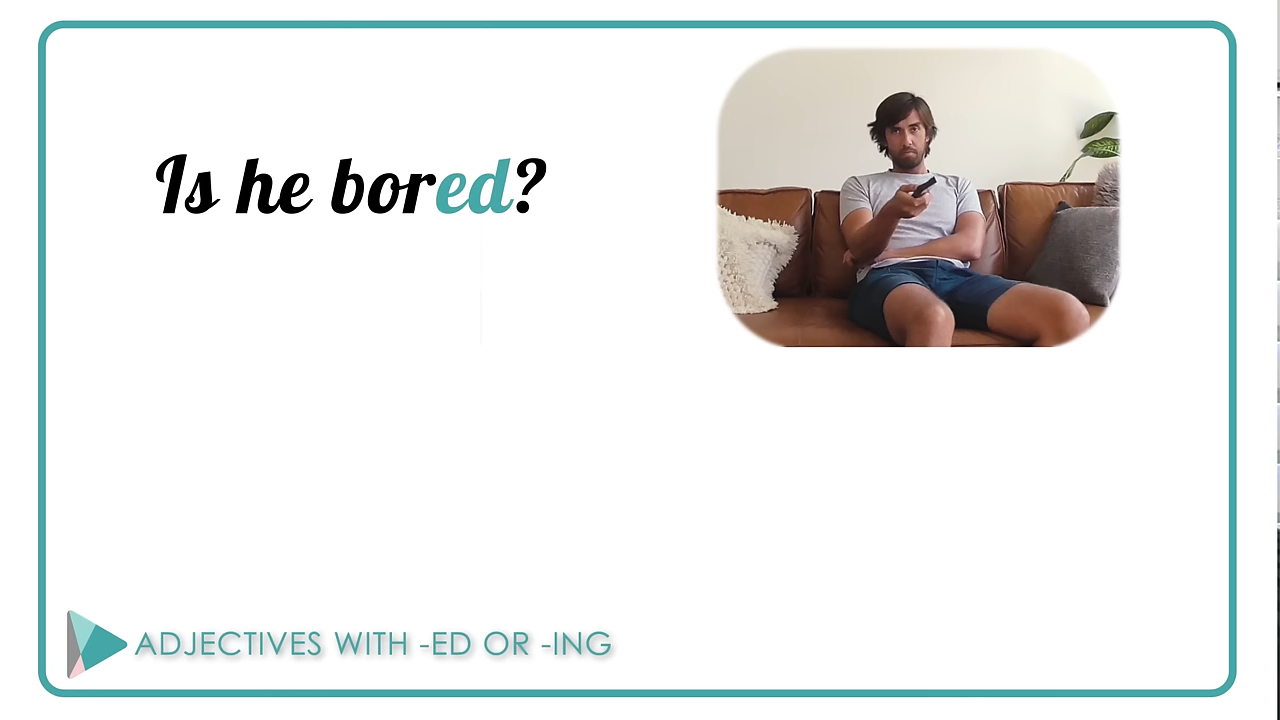 Is he bored?
ADJECTIVES WITH -ED OR -ING